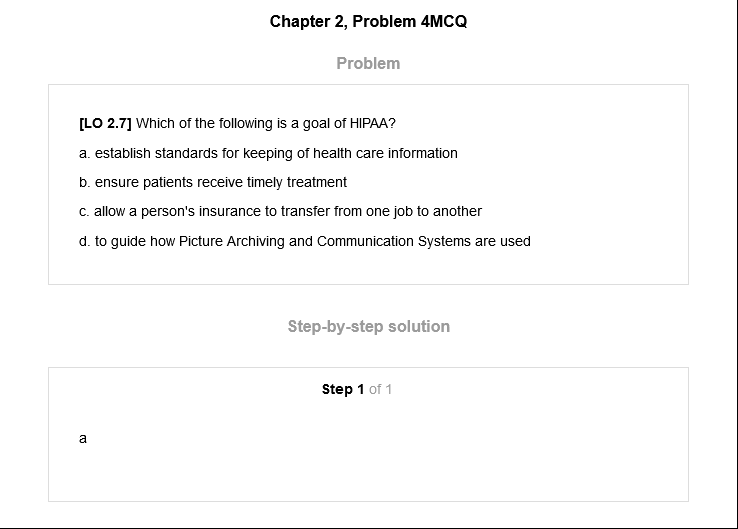 Chapter 2, Problem 4MCQ
Problem
[LO 2.7] Which of the following is a goal of HIPAA?
a. establish standards for keeping of health care information
b. ensure patients receive timely treatment
c. allow a person's insurance to transfer from one job to another
d. to guide how Picture Archiving and Communication Systems are used
Step-by-step solution
Step 1 of 1
a